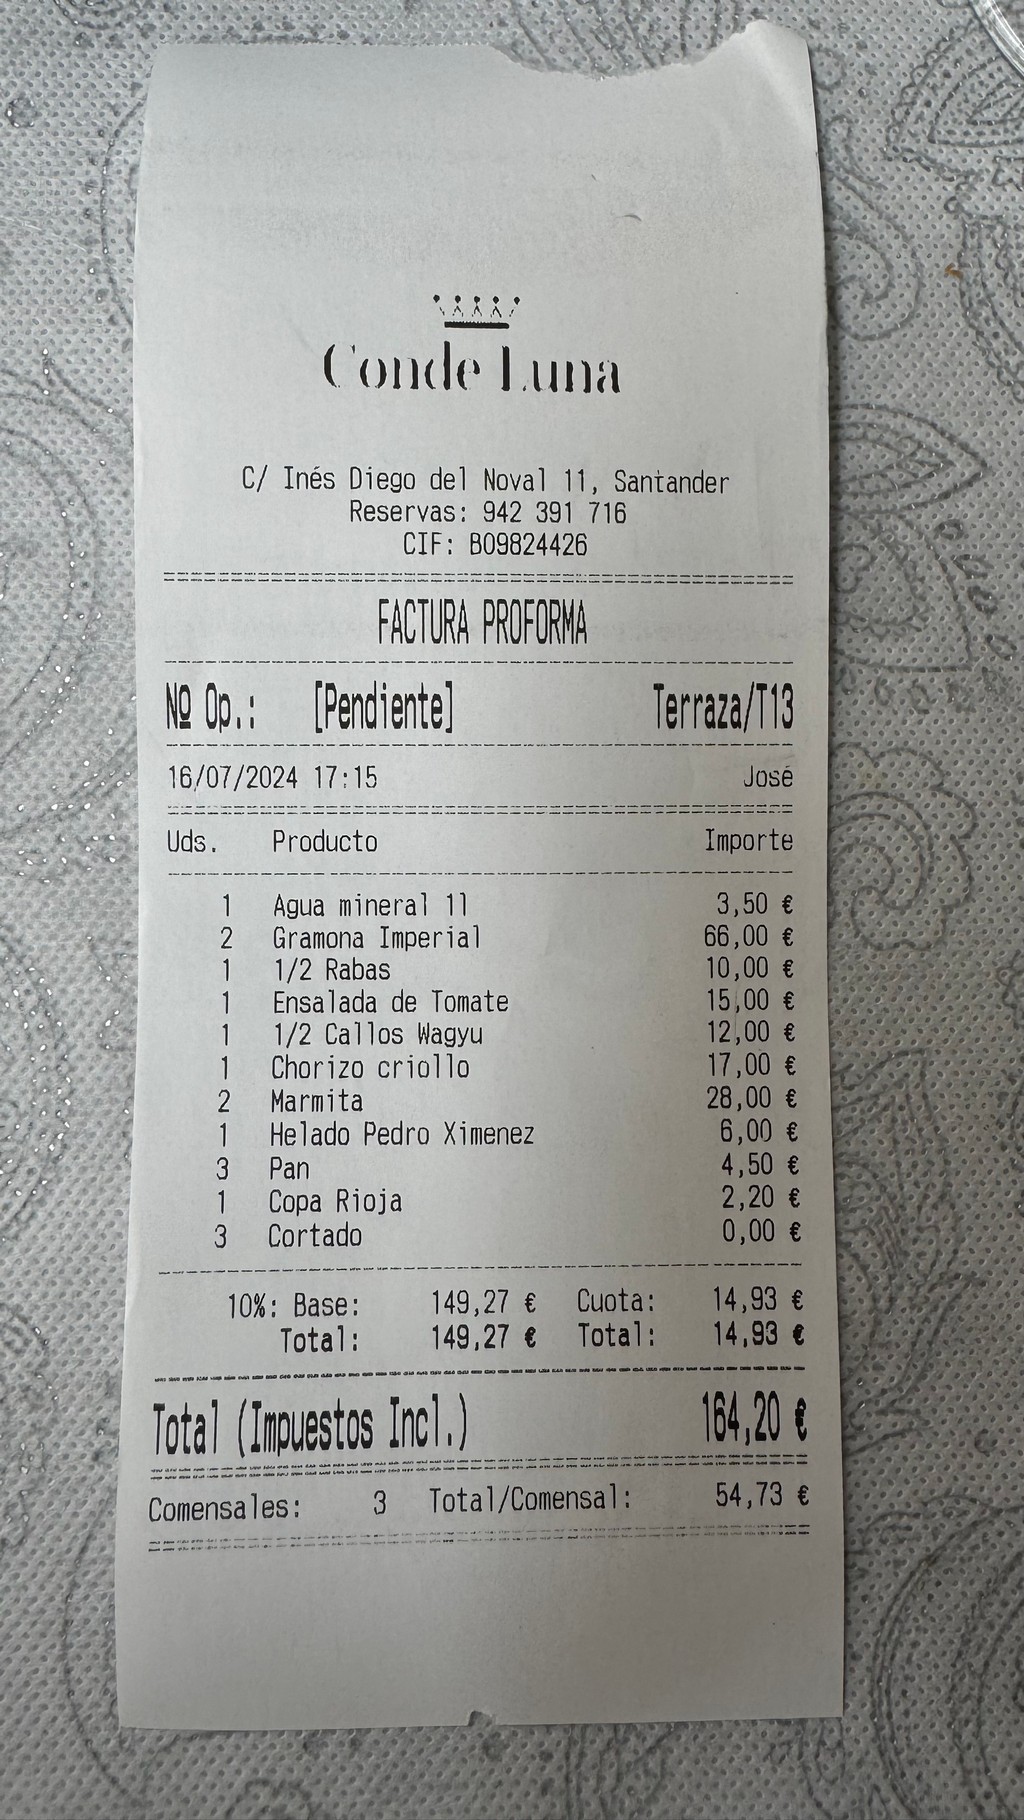 Conde Luna
C/ Inés Diego del Noval 11, Santander
Reservas: 942 391 716
CIF: B09824426
FACTURA PROFORMA
Nº Op.: [Pendiente] Terraza/T13
16/07/2024 17:15 José
Uds. Producto Importe
1 Agua mineral 1l 3,50 €
2 Gramona Imperial 66,00 €
1 1/2 Rabas 10,00 €
1 Ensalada de Tomate 15,00 €
1 1/2 Callos Wagyu 12,00 €
1 Chorizo criollo 17,00 €
2 Marmita 28,00 €
1 Helado Pedro Ximenez 6,00 €
3 Pan 4,50 €
1 Copa Rioja 2,20 €
3 Cortado 0,00 €
10%: Base: 149,27 € Cuota: 14,93 €
Total: 149,27 € Total: 14,93 €
Total (Impuestos Incl.) 164,20 €
Comensales: 3 Total/Comensal: 54,73 €